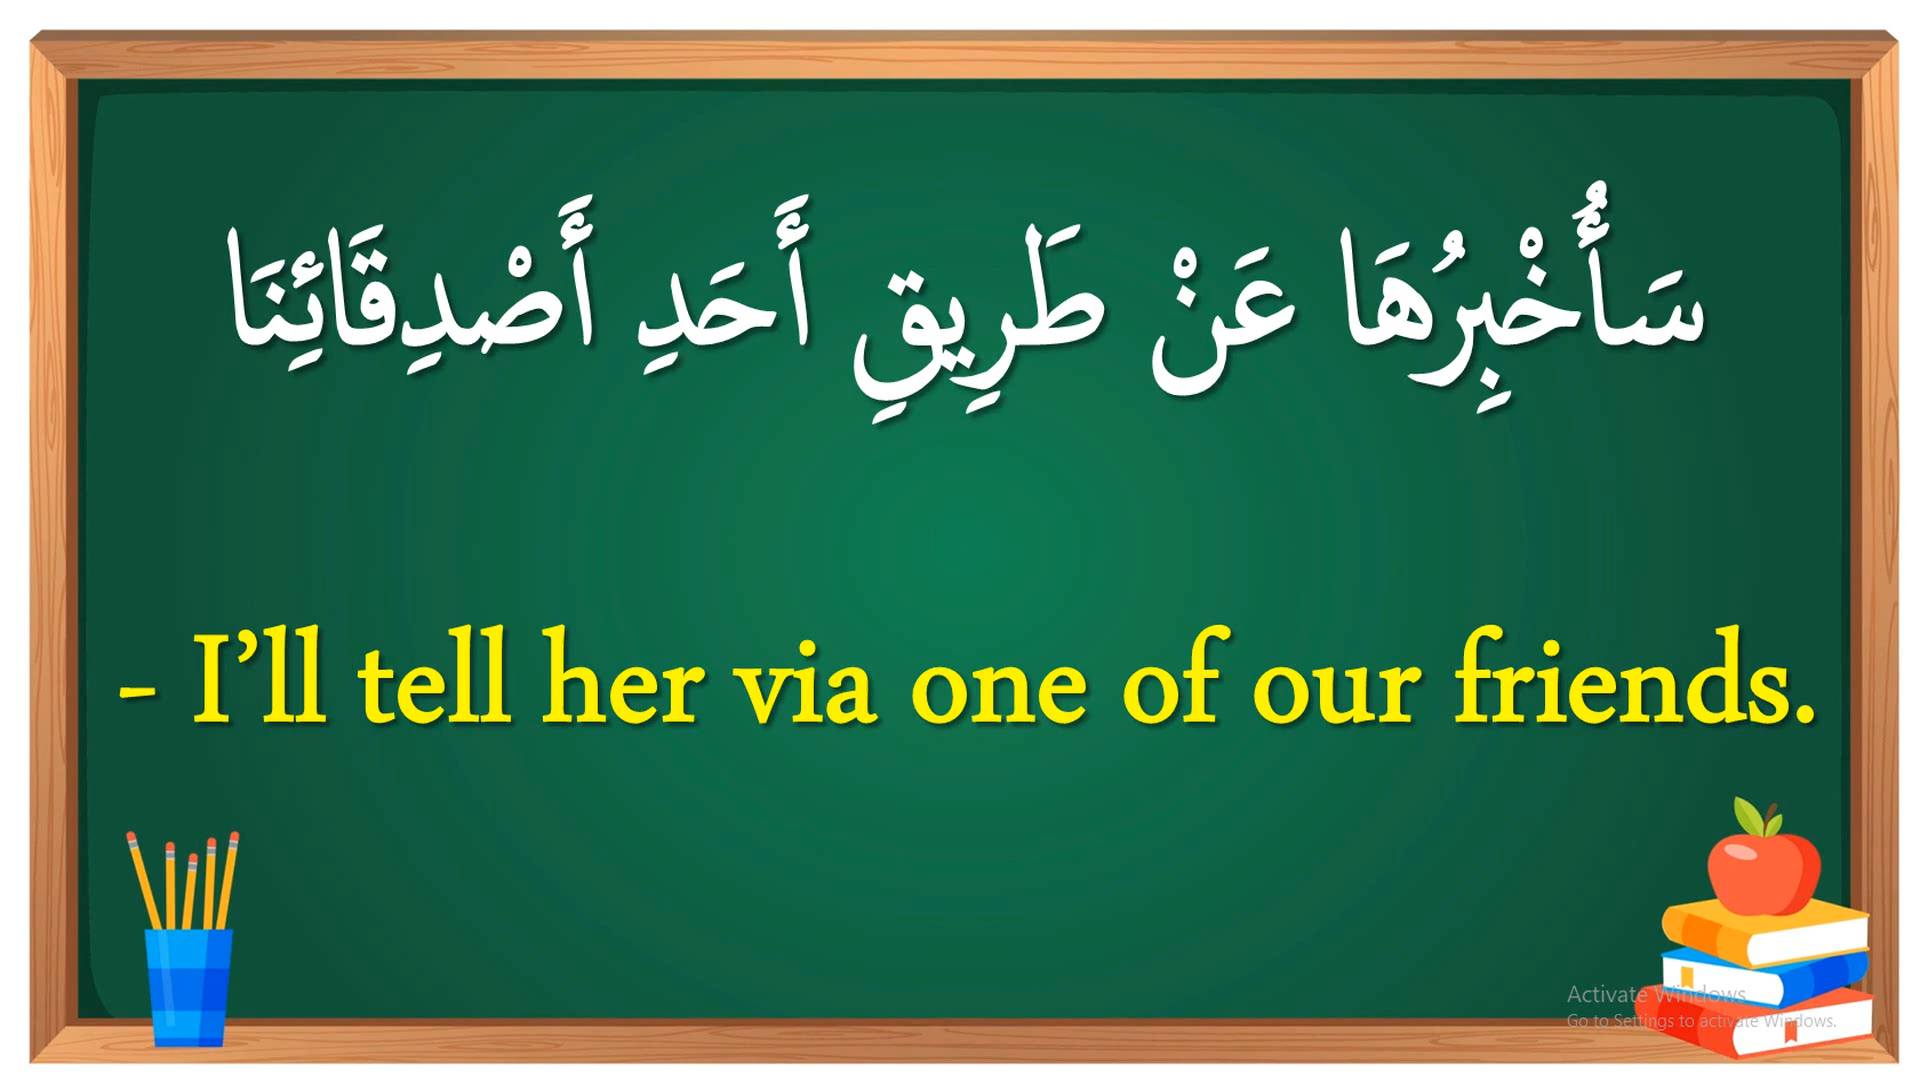 سَأُخْبِرُهَا عَنْ طَرِيقِ أَحَدِ أَصْدِقَائِنَا
- I’ll tell her via one of our friends.
Activate Windows
Go to Settings to activate Windows.